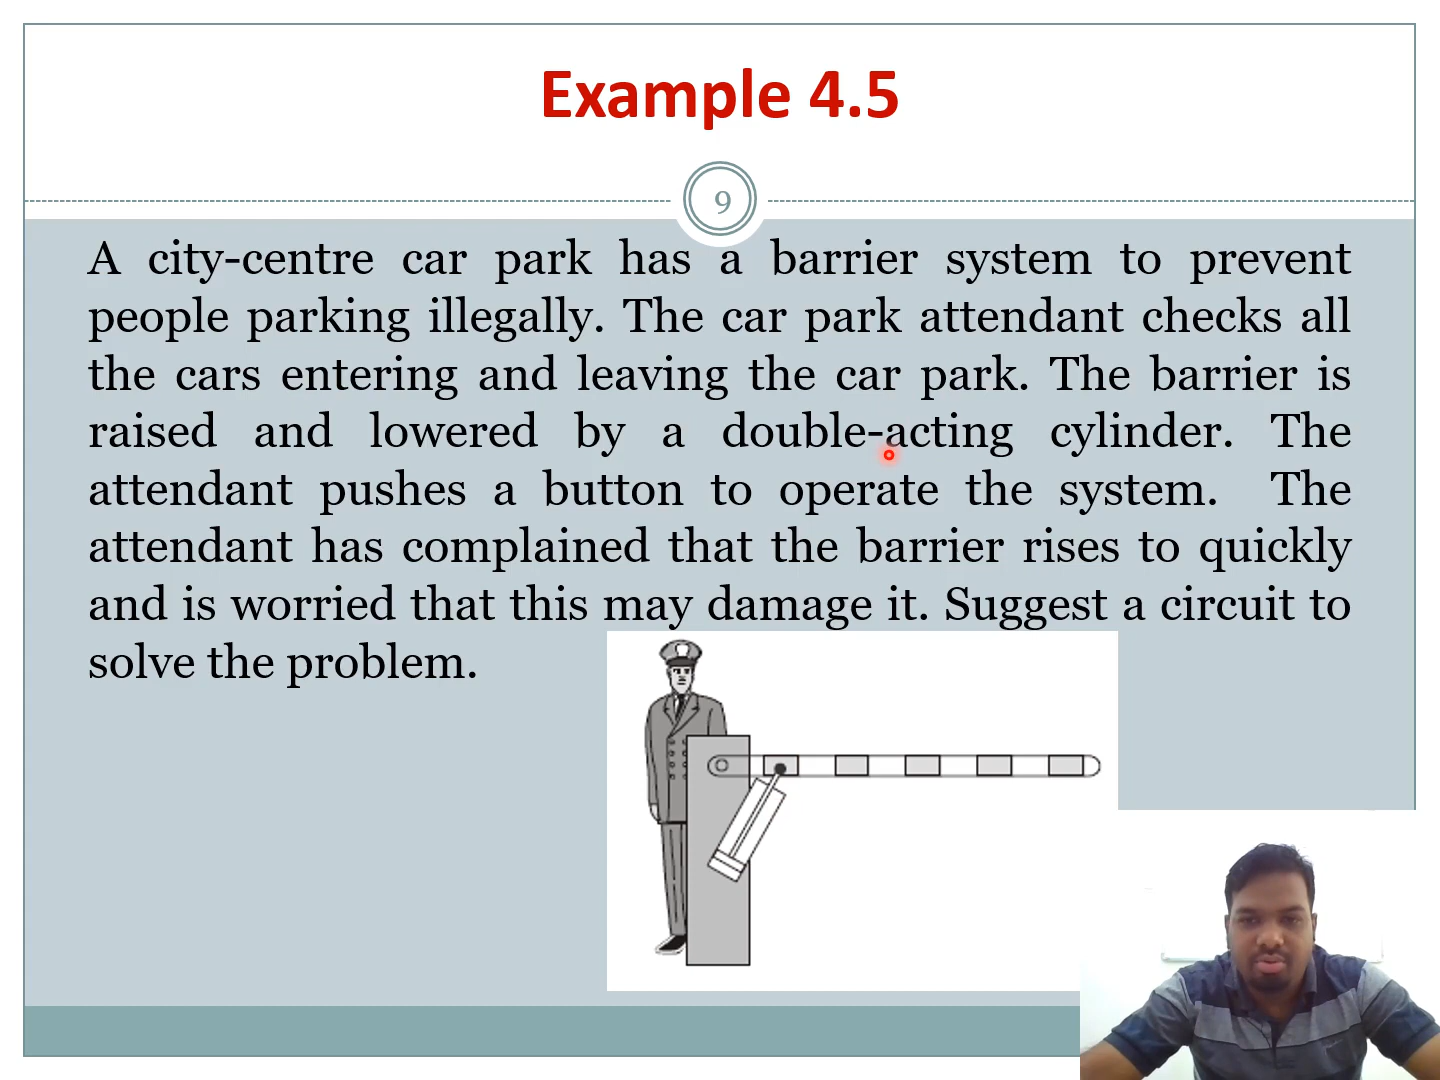 Example 4.5
9
A city-centre car park has a barrier system to prevent
people parking illegally. The car park attendant checks all
the cars entering and leaving the car park. The barrier is
raised and lowered by a double-acting cylinder. The
attendant pushes a button to operate the system. The
attendant has complained that the barrier rises to quickly
and is worried that this may damage it. Suggest a circuit to
solve the problem.